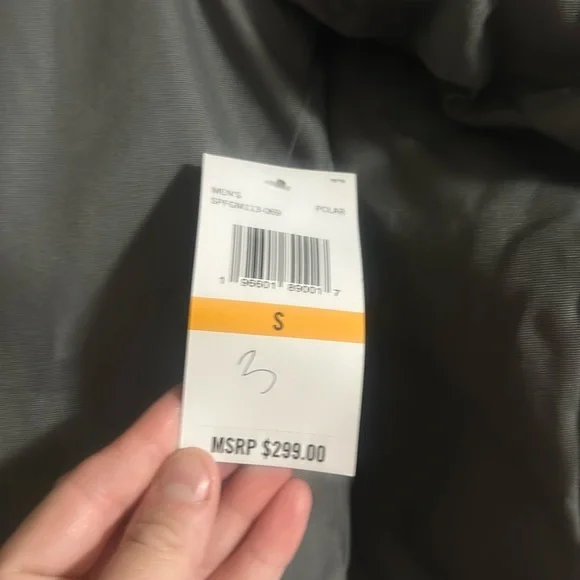 MEN'S
POLAR
1 96601 89001 7
S
3
MSRP $299.00